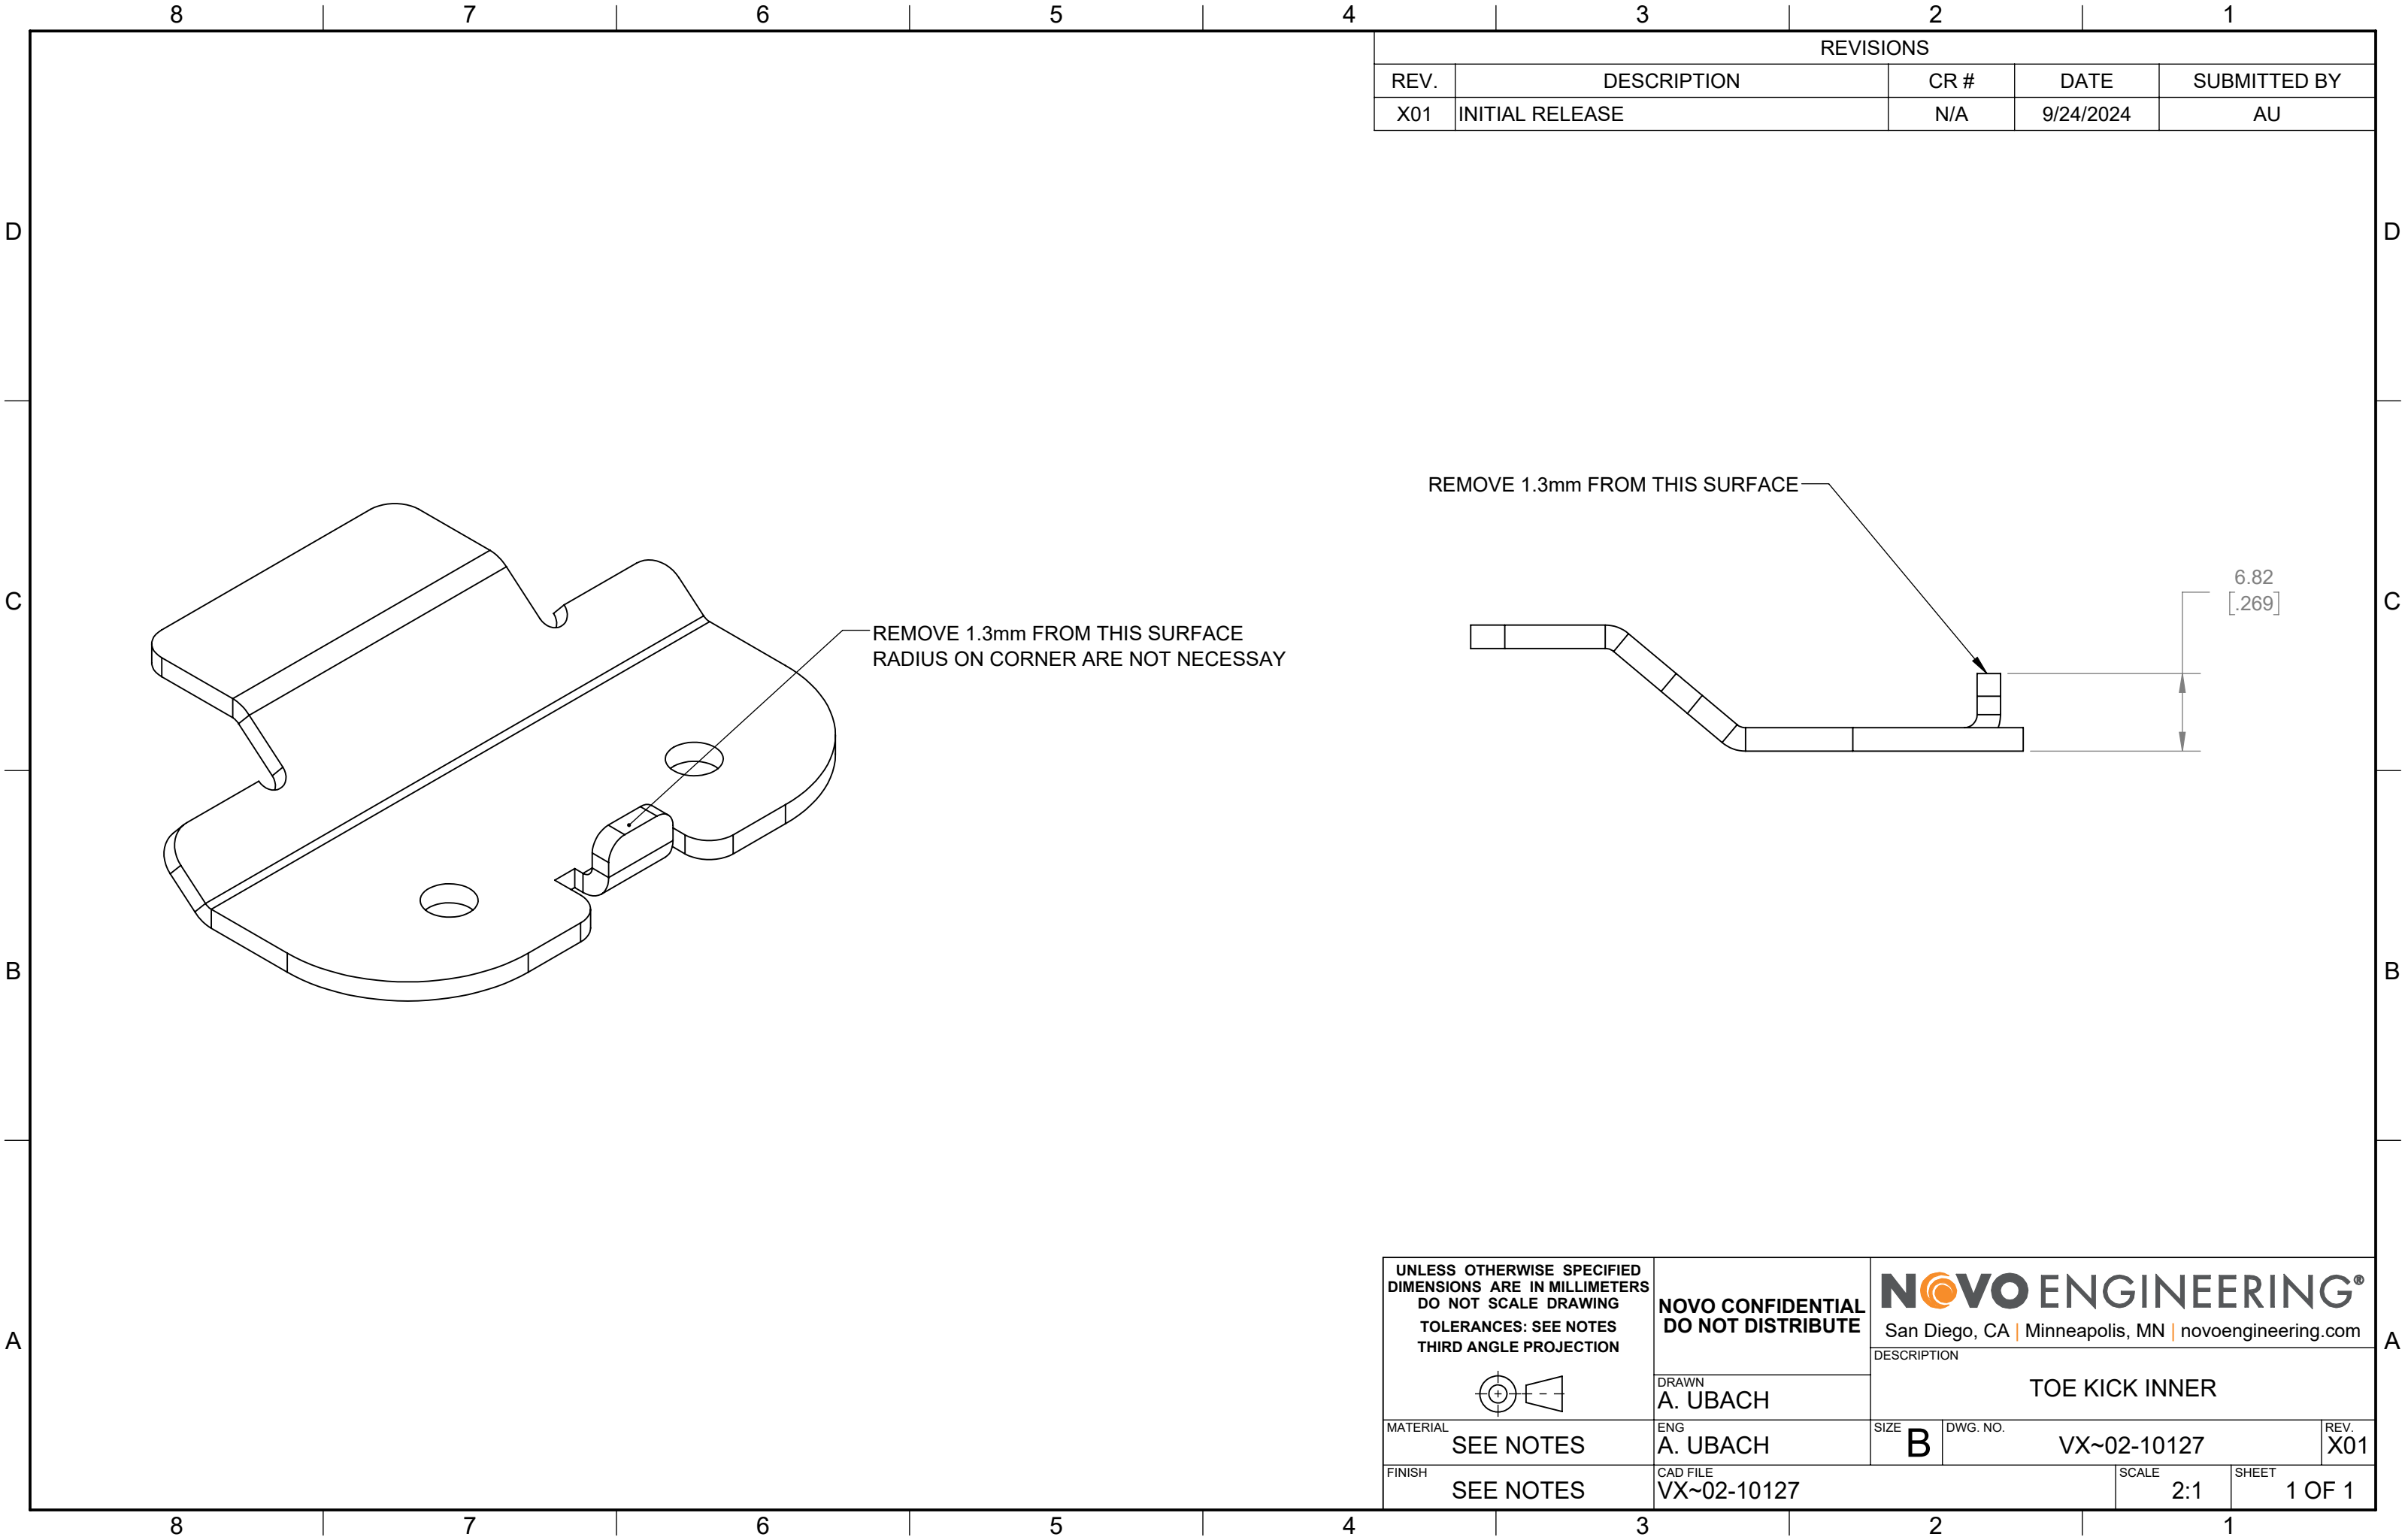 8 7 6 5 4 3 2 1
REVISIONS
REV. DESCRIPTION CR # DATE SUBMITTED BY
X01 INITIAL RELEASE N/A 9/24/2024 AU
D D
REMOVE 1.3mm FROM THIS SURFACE
6.82
[.269]
C C
REMOVE 1.3mm FROM THIS SURFACE
RADIUS ON CORNER ARE NOT NECESSAY
B B
A A
UNLESS OTHERWISE SPECIFIED
DIMENSIONS ARE IN MILLIMETERS
DO NOT SCALE DRAWING
TOLERANCES: SEE NOTES
THIRD ANGLE PROJECTION
NOVO CONFIDENTIAL
DO NOT DISTRIBUTE
NOVO ENGINEERING®
San Diego, CA | Minneapolis, MN | novoengineering.com
DESCRIPTION
TOE KICK INNER
DRAWN
A. UBACH
MATERIAL
SEE NOTES
ENG
A. UBACH
SIZE
B
DWG. NO.
VX~02-10127
REV.
X01
FINISH
SEE NOTES
CAD FILE
VX~02-10127
SCALE
2:1
SHEET
1 OF 1
8 7 6 5 4 3 2 1